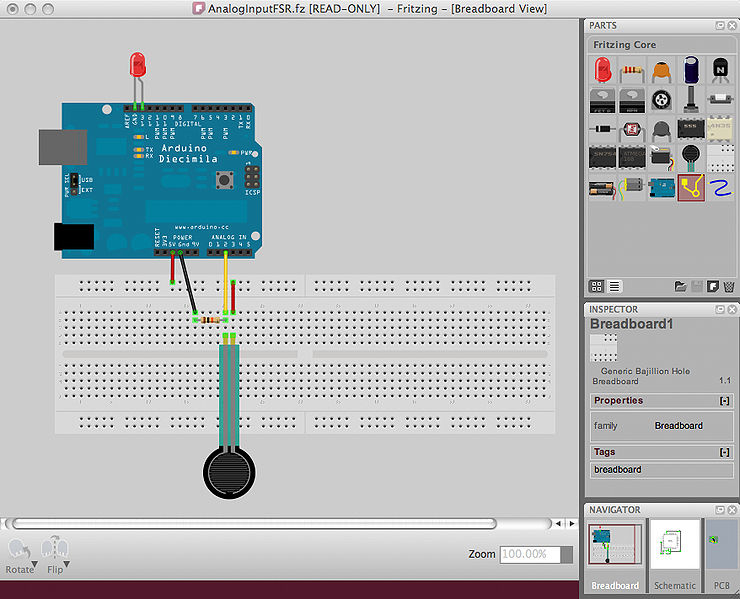 AnalogInputFSR.fz [READ-ONLY] – Fritzing – [Breadboard View]
PARTS
Fritzing Core
N
AREF
GND
13
12
11
10
9
8
7
6
5
4
3
2
1
0
PWM
PWM
PWM
PWM
PWM
PWM
TX
RX
DIGITAL
L
TX
RX
Arduino
Diecimila
PWR
PWR SEL
USB
EXT
ICSP
www.arduino.cc
POWER
ANALOG IN
RESET
3V3
5V Gnd 9V
0 1 2 3 4 5
INSPECTOR
Breadboard1
Generic Bajillion Hole
Breadboard
1.1
Properties [-]
family Breadboard
Tags [-]
breadboard
NAVIGATOR
Breadboard
Schematic
PCB
Rotate
Flip
Zoom 100.00%